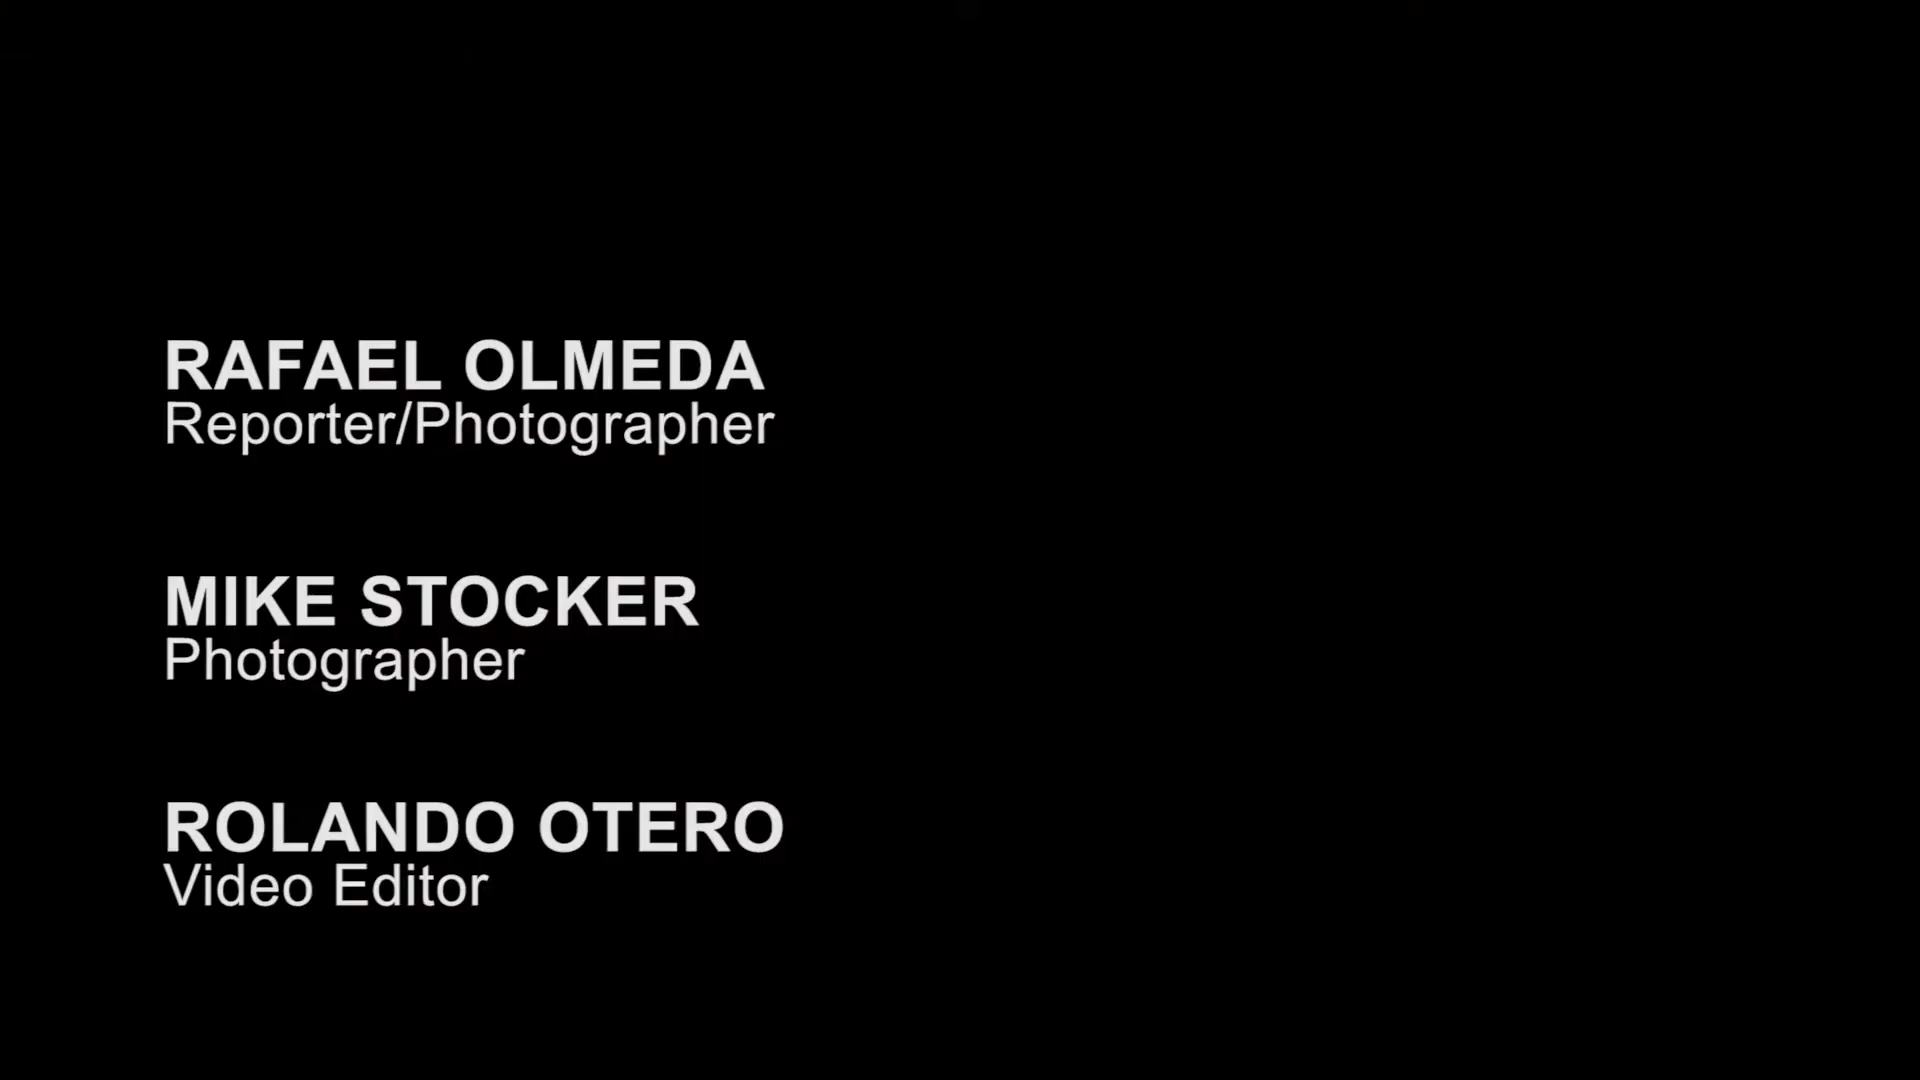 RAFAEL OLMEDA
Reporter/Photographer
MIKE STOCKER
Photographer
ROLANDO OTERO
Video Editor